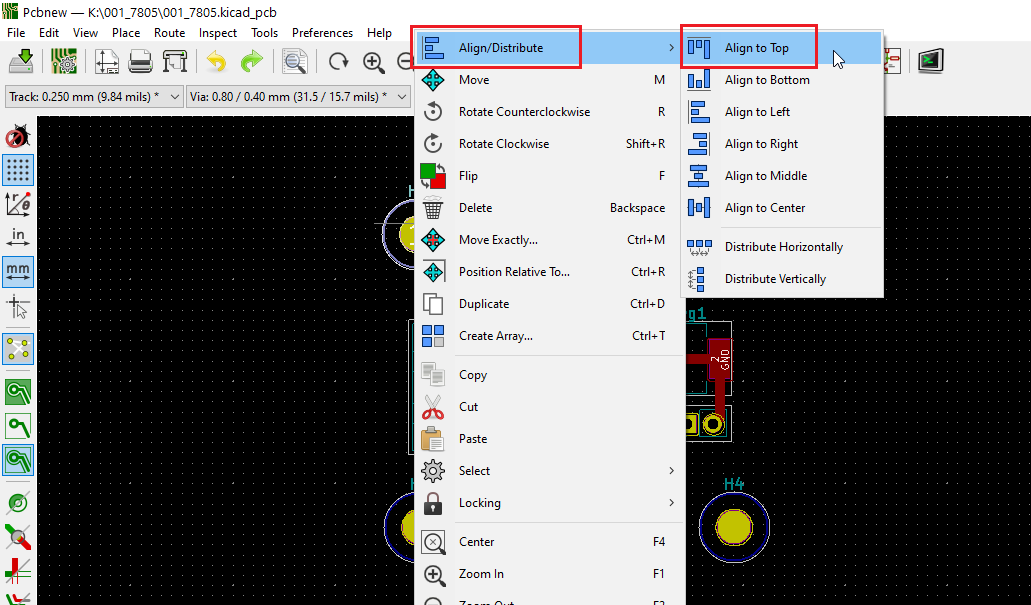 Pcbnew — K:\001_7805\001_7805.kicad_pcb
File Edit View Place Route Inspect Tools Preferences Help
Track: 0.250 mm (9.84 mils) * Via: 0.80 / 0.40 mm (31.5 / 15.7 mils) *
in
mm
Align/Distribute
Move M
Rotate Counterclockwise R
Rotate Clockwise Shift+R
Flip F
Delete Backspace
Move Exactly... Ctrl+M
Position Relative To... Ctrl+R
Duplicate Ctrl+D
Create Array... Ctrl+T
Copy
Cut
Paste
Select
Locking
Center F4
Zoom In F1
Zoom Out F2
Align to Top
Align to Bottom
Align to Left
Align to Right
Align to Middle
Align to Center
Distribute Horizontally
Distribute Vertically
2
GND
H4